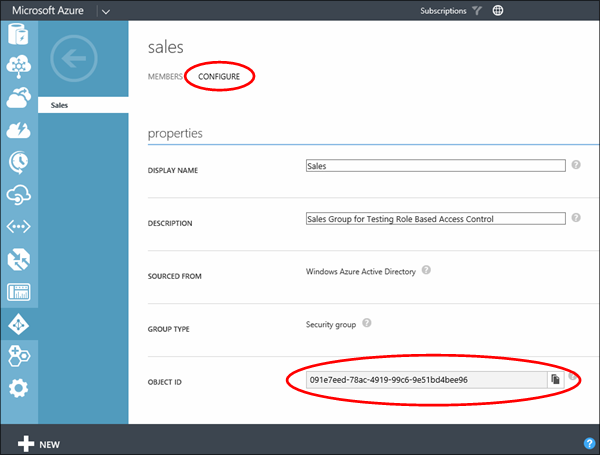 Microsoft Azure
Subscriptions
sales
MEMBERS CONFIGURE
Sales
properties
DISPLAY NAME Sales ?
DESCRIPTION Sales Group for Testing Role Based Access Control ?
SOURCED FROM Windows Azure Active Directory ?
GROUP TYPE Security group ?
OBJECT ID 091e7eed-78ac-4919-99c6-9e51bd4bee96 ?
NEW ?